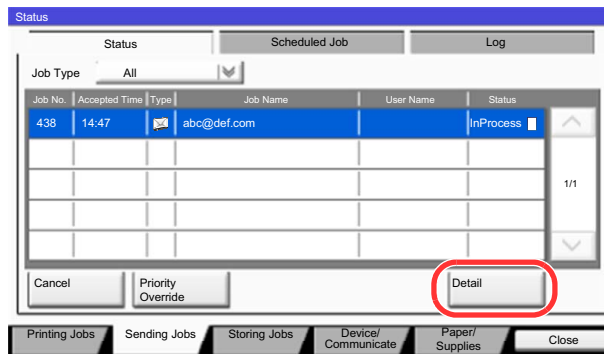 Status
Status Scheduled Job Log
Job Type All
Job No. Accepted Time Type Job Name User Name Status
438 14:47 abc@def.com InProcess
1/1
Cancel Priority Override Detail
Printing Jobs Sending Jobs Storing Jobs Device/ Communicate Paper/ Supplies Close